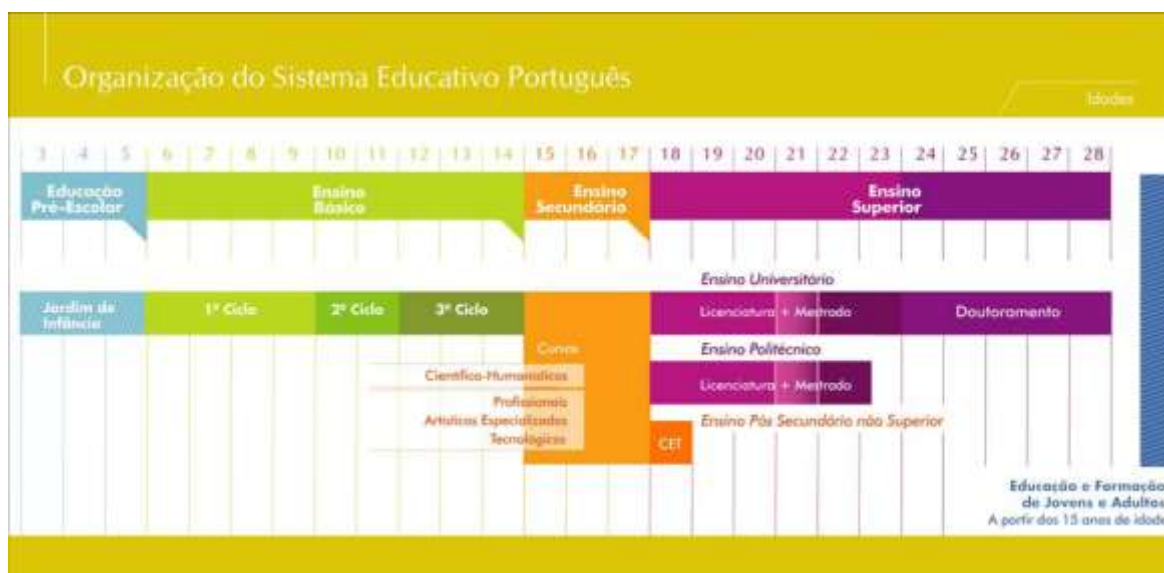 Organização do Sistema Educativo Português
Idades
3 4 5 6 7 8 9 10 11 12 13 14 15 16 17 18 19 20 21 22 23 24 25 26 27 28
Educação
Pré-Escolar
Ensino
Básico
Ensino
Secundário
Ensino
Superior
Ensino Universitário
Jardim de
Infância
1º Ciclo
2º Ciclo
3º Ciclo
Licenciatura + Mestrado
Doutoramento
Cursos
Ensino Politécnico
Científico-Humanísticos
Licenciatura + Mestrado
Profissionais
Artísticos Especializados
Tecnológicos
Ensino Pós Secundário não Superior
CET
Educação e Formação
de Jovens e Adultos
A partir dos 15 anos de idade